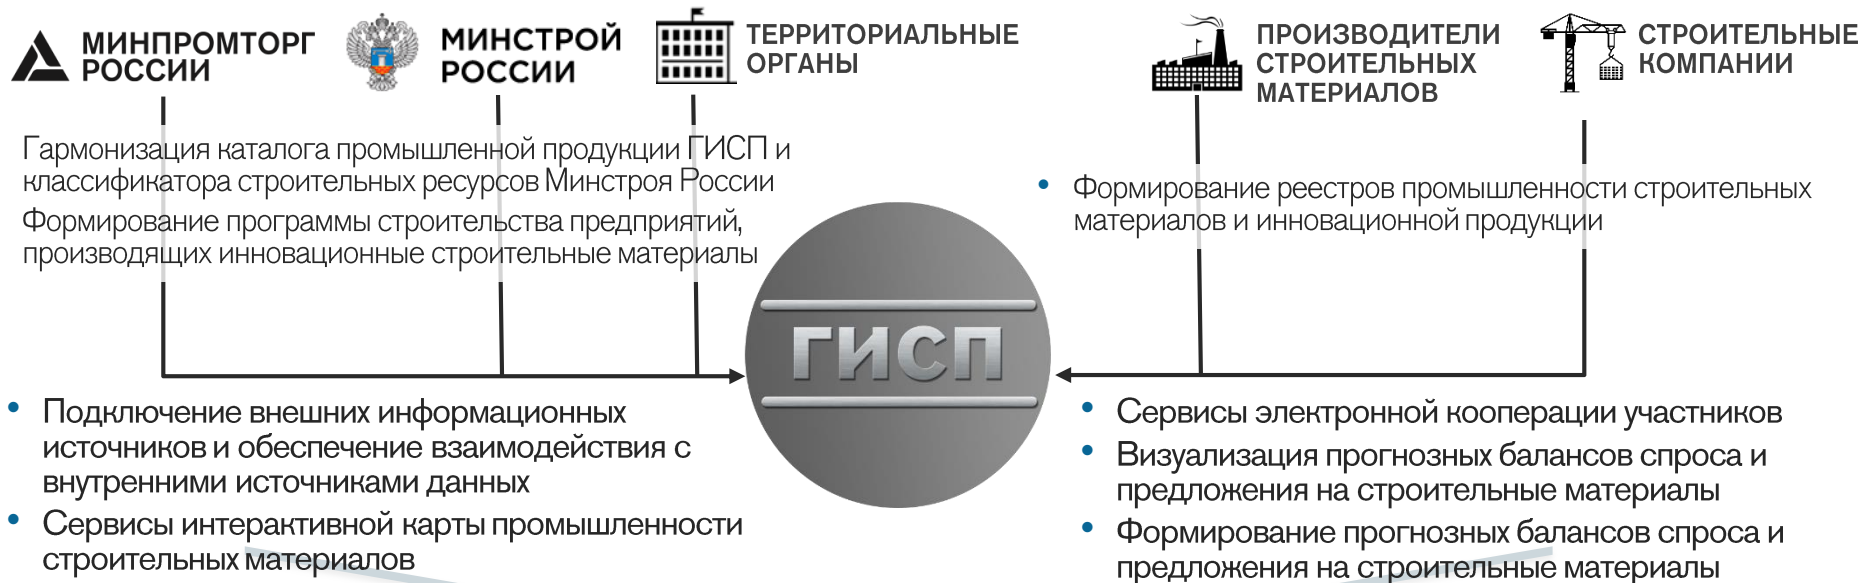 МИНПРОМТОРГ
РОССИИ
МИНСТРОЙ
РОССИИ
ТЕРРИТОРИАЛЬНЫЕ
ОРГАНЫ
ПРОИЗВОДИТЕЛИ
СТРОИТЕЛЬНЫХ
МАТЕРИАЛОВ
СТРОИТЕЛЬНЫЕ
КОМПАНИИ
Гармонизация каталога промышленной продукции ГИСП и
классификатора строительных ресурсов Минстроя России
Формирование программы строительства предприятий,
производящих инновационные строительные материалы
• Формирование реестров промышленности строительных
материалов и инновационной продукции
ГИСП
• Подключение внешних информационных
источников и обеспечение взаимодействия с
внутренними источниками данных
• Сервисы интерактивной карты промышленности
строительных материалов
• Сервисы электронной кооперации участников
• Визуализация прогнозных балансов спроса и
предложения на строительные материалы
• Формирование прогнозных балансов спроса и
предложения на строительные материалы